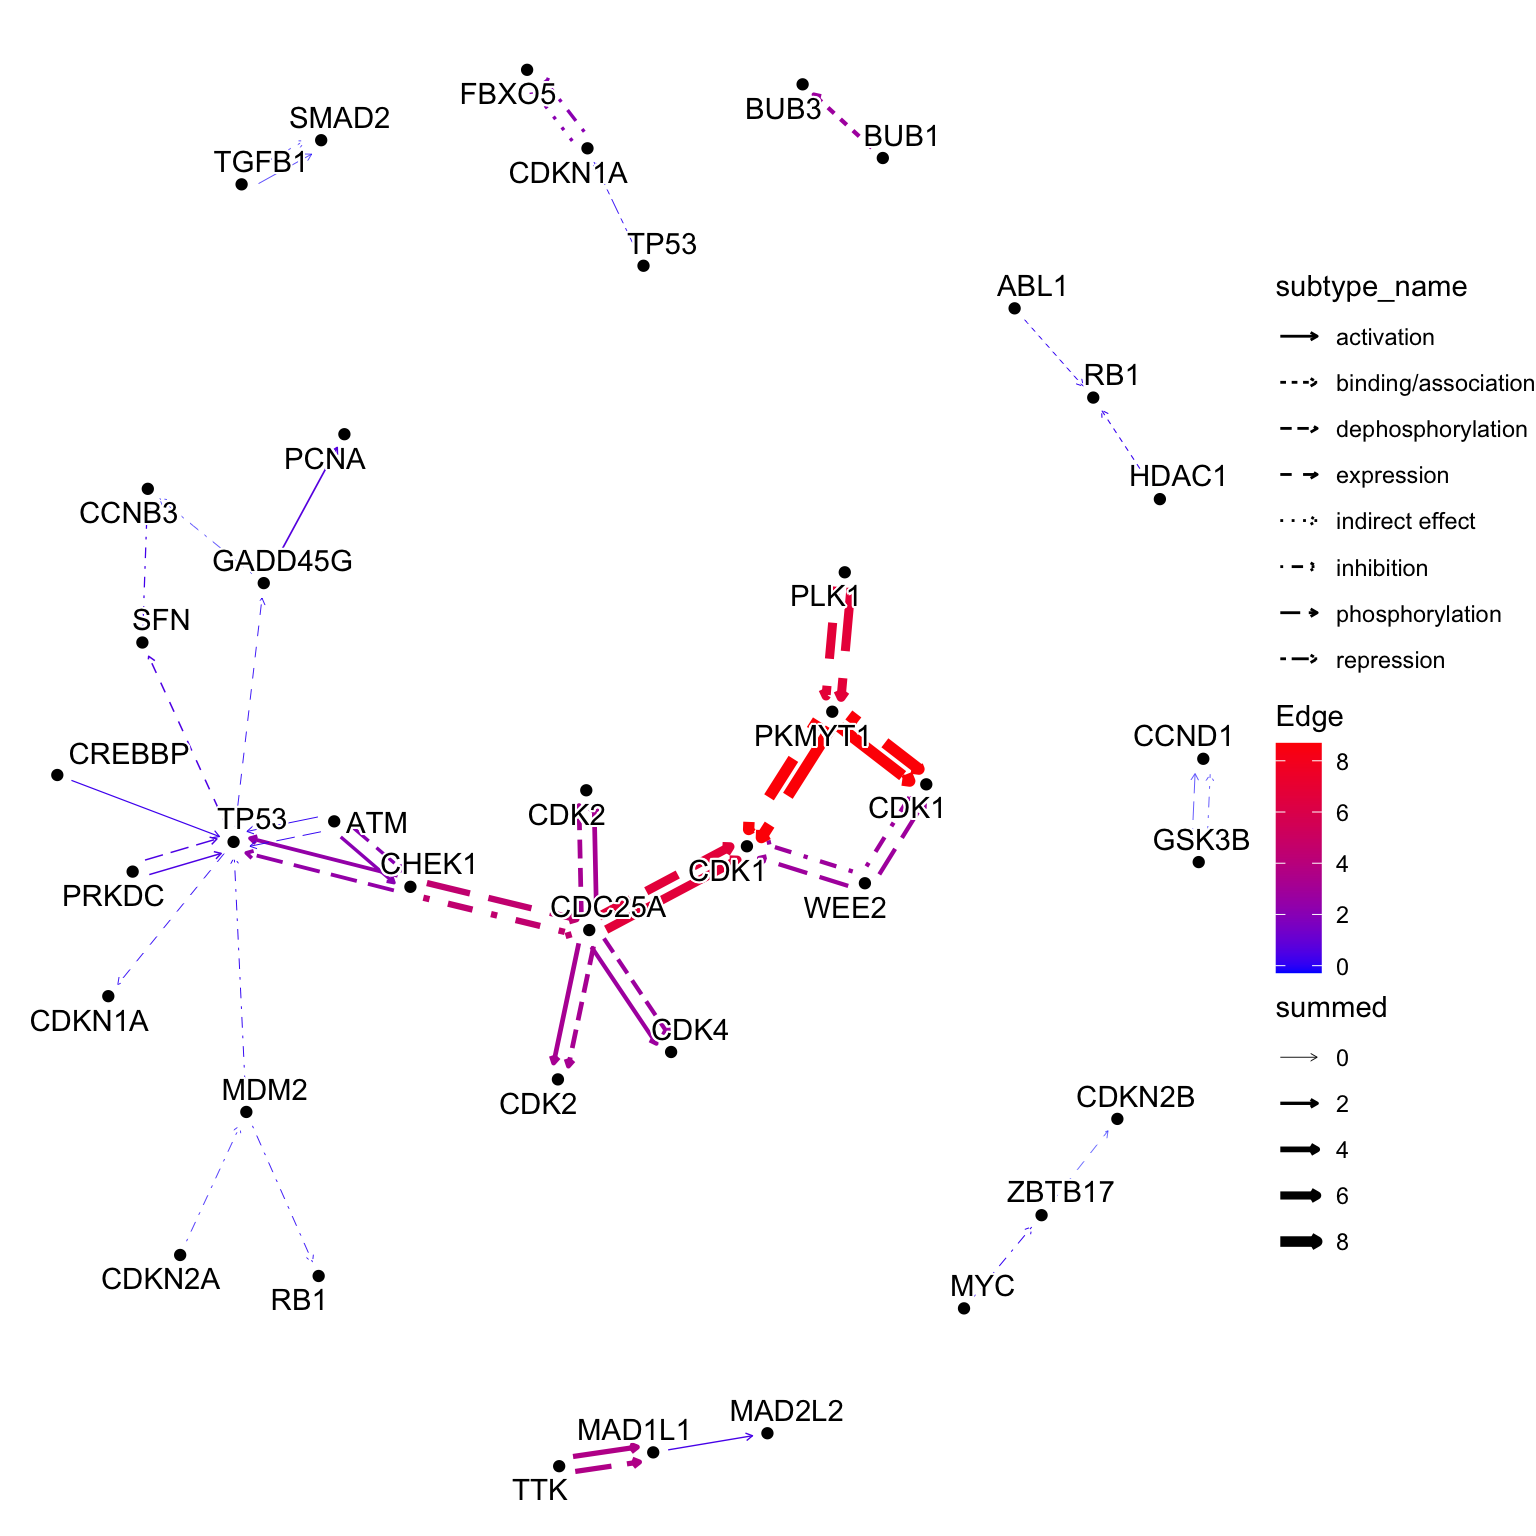 FBXO5
SMAD2
BUB3
BUB1
TGFB1
CDKN1A
TP53
ABL1
RB1
HDAC1
PCNA
CCNB3
GADD45G
SFN
PLK1
PKMYT1
CREBBP
TP53
ATM
CDK2
CDK1
CHEK1
CDK1
PRKDC
CDC25A
WEE2
CCND1
GSK3B
CDKN1A
CDK4
MDM2
CDK2
CDKN2B
ZBTB17
CDKN2A
RB1
MYC
MAD1L1
MAD2L2
TTK
subtype_name
activation
binding/association
dephosphorylation
expression
indirect effect
inhibition
phosphorylation
repression
Edge
8
6
4
2
0
summed
0
2
4
6
8